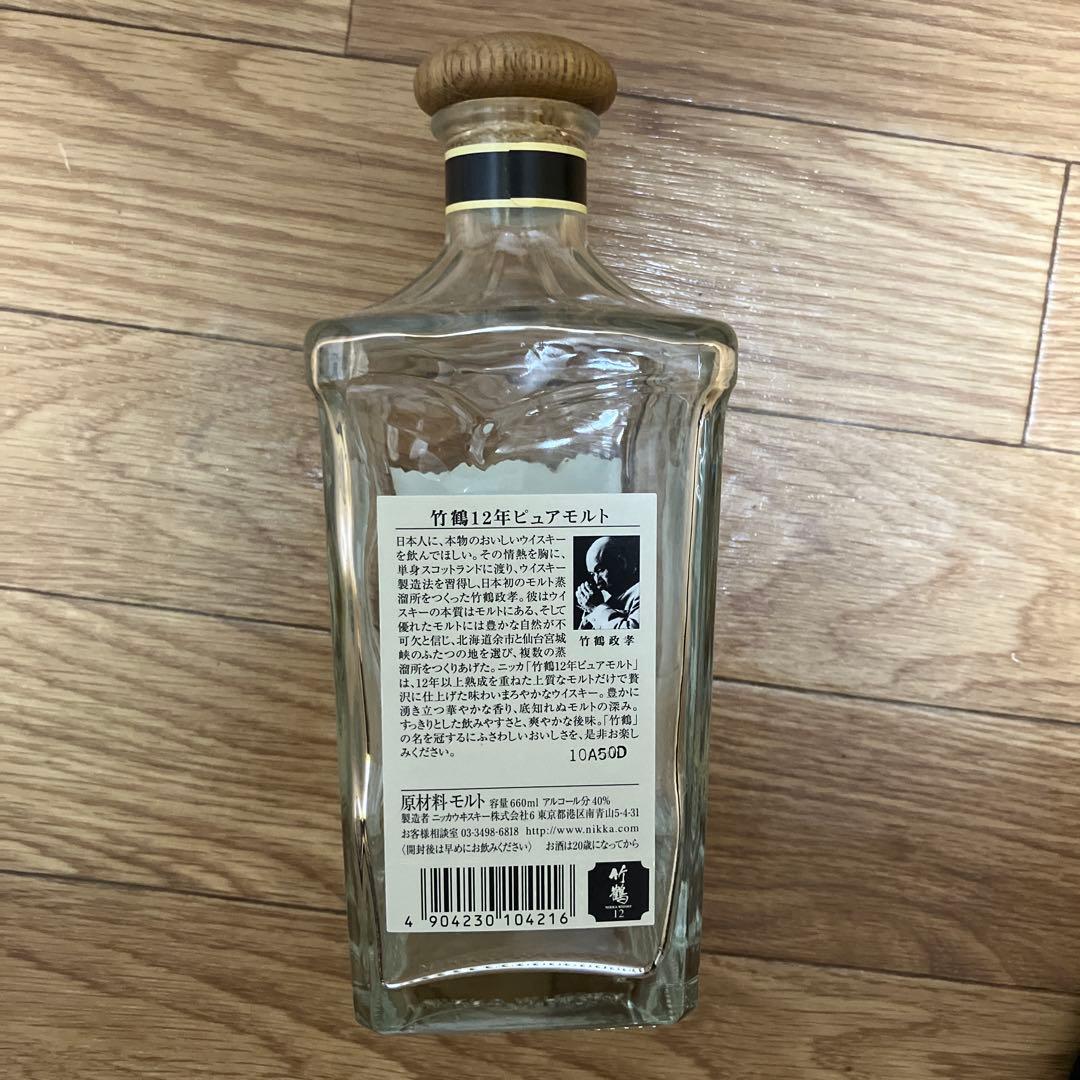 竹鶴12年ピュアモルト
日本人に、本物のおいしいウイスキー
を飲んでほしい。その情熱を胸に、
単身スコットランドに渡り、ウイスキー
製造法を習得し、日本初のモルト蒸
溜所をつくった竹鶴政孝。彼はウイ
スキーの本質はモルトにある、そして
優れたモルトには豊かな自然が不
可欠と信じ、北海道余市と仙台宮城
峡のふたつの地を選び、複数の蒸
溜所をつくりあげた。ニッカ「竹鶴12年ピュアモルト」
は、12年以上熟成を重ねた上質なモルトだけで贅
沢に仕上げた味わいまろやかなウイスキー。豊かに
湧き立つ華やかな香り、底知れぬモルトの深み。
すっきりとした飲みやすさと、爽やかな後味。「竹鶴」
の名を冠するにふさわしいおいしさを、是非お楽し
みください。
竹鶴政孝
10A50D
原材料 モルト 容量 660ml アルコール分 40%
製造者 ニッカウヰスキー株式会社6 東京都港区南青山5-4-31
お客様相談室 03-3498-6818 http://www.nikka.com
〈開封後は早めにお飲みください〉 お酒は20歳になってから
4 904230 104216
竹鶴
NIKKA WHISKY
12